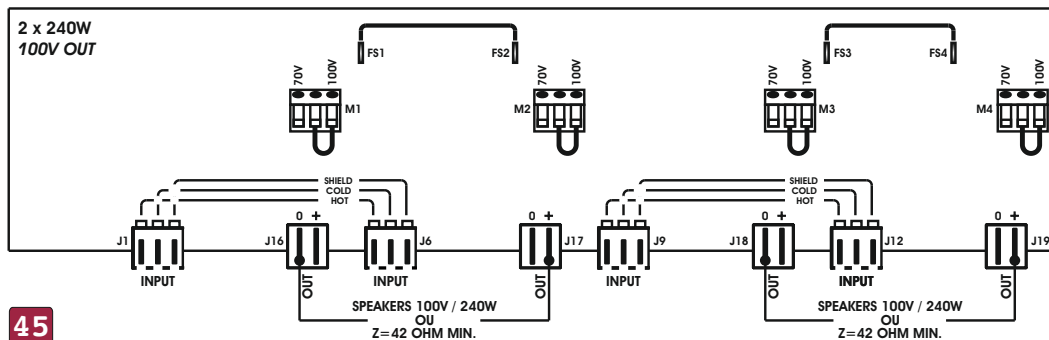 2 x 240W
100V OUT
FS1 FS2 FS3 FS4
70V 100V 70V 100V 70V 100V 70V 100V
M1 M2 M3 M4
SHIELD SHIELD
COLD COLD
HOT HOT
0 + 0 + 0 + 0 +
J1 J16 J6 J17 J9 J18 J12 J19
INPUT INPUT INPUT INPUT
OUT OUT OUT OUT
SPEAKERS 100V / 240W SPEAKERS 100V / 240W
OU OU
Z=42 OHM MIN. Z=42 OHM MIN.
45